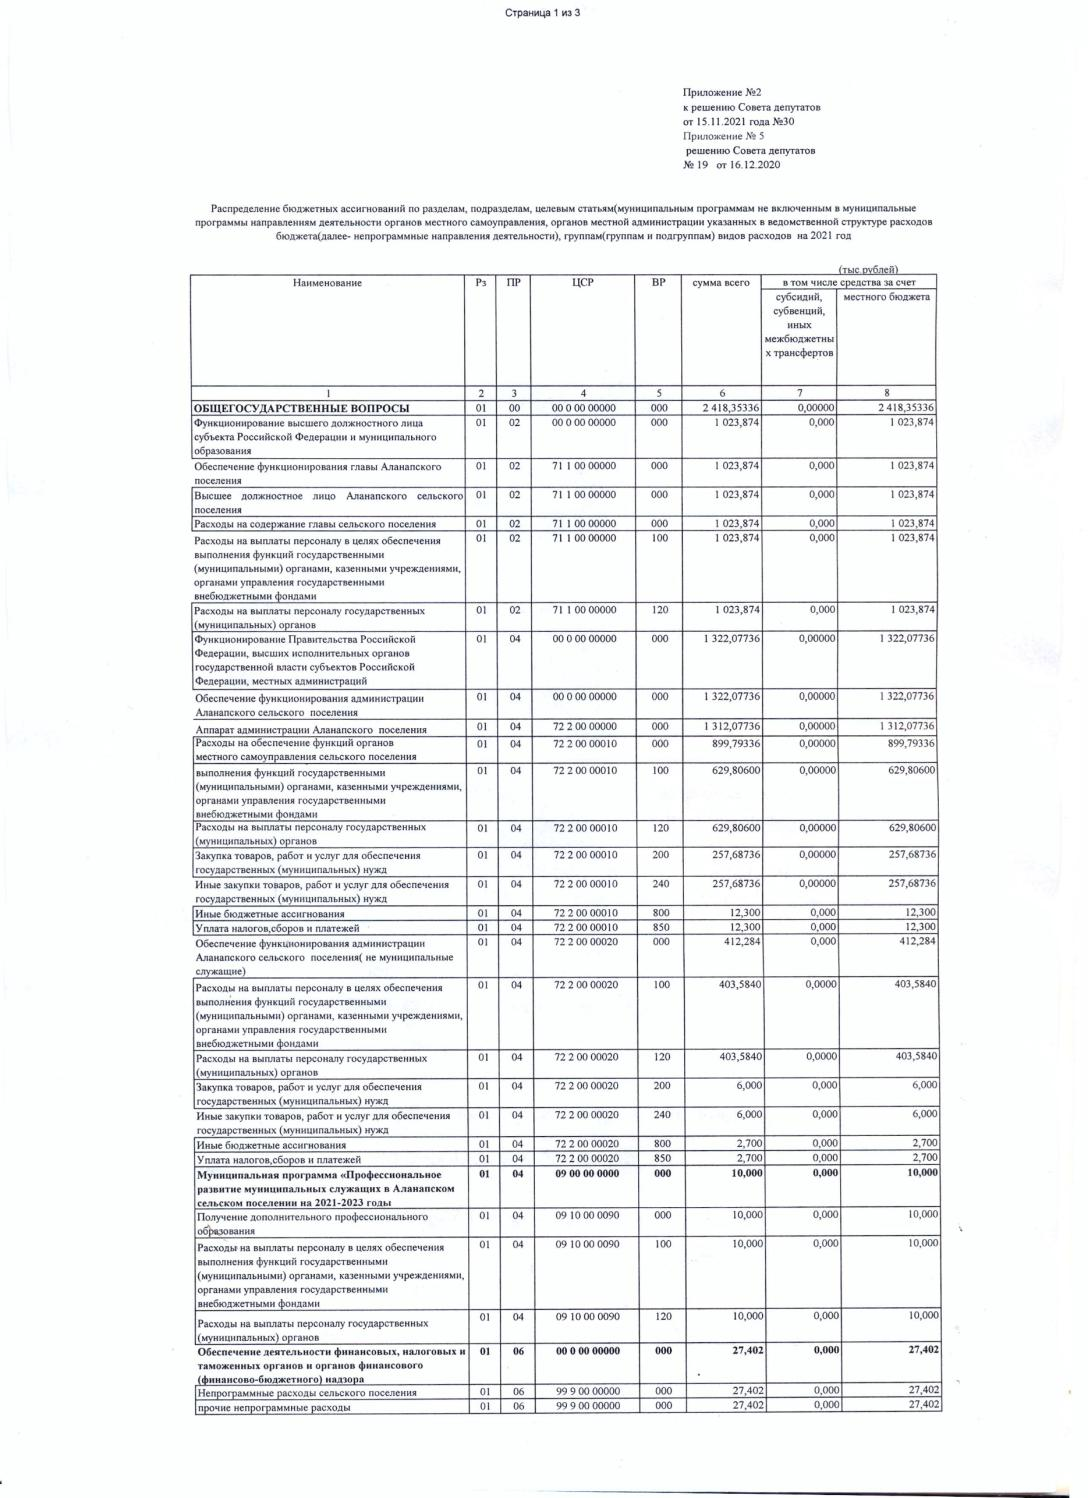 Страница 1 из 3
Приложение №2
к решению Совета депутатов
от 15.11.2021 года №30
Приложение № 5
решению Совета депутатов
№ 19 от 16.12.2020
Распределение бюджетных ассигнований по разделам, подразделам, целевым статьям(муниципальным программам не включенным в муниципальные
программы направлениям деятельности органов местного самоуправления, органов местной администрации указанных в ведомственной структуре расходов
бюджета(далее- непрограммные направления деятельности), группам(группам и подгруппам) видов расходов на 2021 год
(тыс.рублей)
Наименование Рз ПР ЦСР ВР сумма всего в том числе средства за счет
субсидий, местного бюджета
субвенций,
иных
межбюджетны
х трансфертов
1 2 3 4 5 6 7 8
ОБЩЕГОСУДАРСТВЕННЫЕ ВОПРОСЫ 01 00 00 0 00 00000 000 2 418,35336 0,00000 2 418,35336
Функционирование высшего должностного лица 01 02 00 0 00 00000 000 1 023,874 0,000 1 023,874
субъекта Российской Федерации и муниципального
образования
Обеспечение функционирования главы Аланапского 01 02 71 1 00 00000 000 1 023,874 0,000 1 023,874
поселения
Высшее должностное лицо Аланапского сельского 01 02 71 1 00 00000 000 1 023,874 0,000 1 023,874
поселения
Расходы на содержание главы сельского поселения 01 02 71 1 00 00000 000 1 023,874 0,000 1 023,874
Расходы на выплаты персоналу в целях обеспечения 01 02 71 1 00 00000 100 1 023,874 0,000 1 023,874
выполнения функций государственными
(муниципальными) органами, казенными учреждениями,
органами управления государственными
внебюджетными фондами
Расходы на выплаты персоналу государственных 01 02 71 1 00 00000 120 1 023,874 0,000 1 023,874
(муниципальных) органов
Функционирование Правительства Российской 01 04 00 0 00 00000 000 1 322,07736 0,00000 1 322,07736
Федерации, высших исполнительных органов
государственной власти субъектов Российской
Федерации, местных администраций
Обеспечение функционирования администрации 01 04 00 0 00 00000 000 1 322,07736 0,00000 1 322,07736
Аланапского сельского поселения
Аппарат администрации Аланапского поселения 01 04 72 2 00 00000 000 1 312,07736 0,00000 1 312,07736
Расходы на обеспечение функций органов 01 04 72 2 00 00010 000 899,79336 0,00000 899,79336
местного самоуправления сельского поселения
выполнения функций государственными 01 04 72 2 00 00010 100 629,80600 0,00000 629,80600
(муниципальными) органами, казенными учреждениями,
органами управления государственными
внебюджетными фондами
Расходы на выплаты персоналу государственных 01 04 72 2 00 00010 120 629,80600 0,00000 629,80600
(муниципальных) органов
Закупка товаров, работ и услуг для обеспечения 01 04 72 2 00 00010 200 257,68736 0,00000 257,68736
государственных (муниципальных) нужд
Иные закупки товаров, работ и услуг для обеспечения 01 04 72 2 00 00010 240 257,68736 0,00000 257,68736
государственных (муниципальных) нужд
Иные бюджетные ассигнования 01 04 72 2 00 00010 800 12,300 0,000 12,300
Уплата налогов,сборов и платежей 01 04 72 2 00 00010 850 12,300 0,000 12,300
Обеспечение функционирования администрации 01 04 72 2 00 00020 000 412,284 0,000 412,284
Аланапского сельского поселения( не муниципальные
служащие)
Расходы на выплаты персоналу в целях обеспечения 01 04 72 2 00 00020 100 403,5840 0,0000 403,5840
выполнения функций государственными
(муниципальными) органами, казенными учреждениями,
органами управления государственными
внебюджетными фондами
Расходы на выплаты персоналу государственных 01 04 72 2 00 00020 120 403,5840 0,0000 403,5840
(муниципальных) органов
Закупка товаров, работ и услуг для обеспечения 01 04 72 2 00 00020 200 6,000 0,000 6,000
государственных (муниципальных) нужд
Иные закупки товаров, работ и услуг для обеспечения 01 04 72 2 00 00020 240 6,000 0,000 6,000
государственных (муниципальных) нужд
Иные бюджетные ассигнования 01 04 72 2 00 00020 800 2,700 0,000 2,700
Уплата налогов,сборов и платежей 01 04 72 2 00 00020 850 2,700 0,000 2,700
Муниципальная программа «Профессиональное 01 04 09 00 00 0000 000 10,000 0,000 10,000
развитие муниципальных служащих в Аланапском
сельском поселении на 2021-2023 годы
Получение дополнительного профессионального 01 04 09 10 00 0090 000 10,000 0,000 10,000
образования
Расходы на выплаты персоналу в целях обеспечения 01 04 09 10 00 0090 100 10,000 0,000 10,000
выполнения функций государственными
(муниципальными) органами, казенными учреждениями,
органами управления государственными
внебюджетными фондами
Расходы на выплаты персоналу государственных 01 04 09 10 00 0090 120 10,000 0,000 10,000
(муниципальных) органов
Обеспечение деятельности финансовых, налоговых и 01 06 00 0 00 00000 000 27,402 0,000 27,402
таможенных органов и органов финансового
(финансово-бюджетного) надзора
Непрограммные расходы сельского поселения 01 06 99 9 00 00000 000 27,402 0,000 27,402
прочие непрограммные расходы 01 06 99 9 00 00000 000 27,402 0,000 27,402